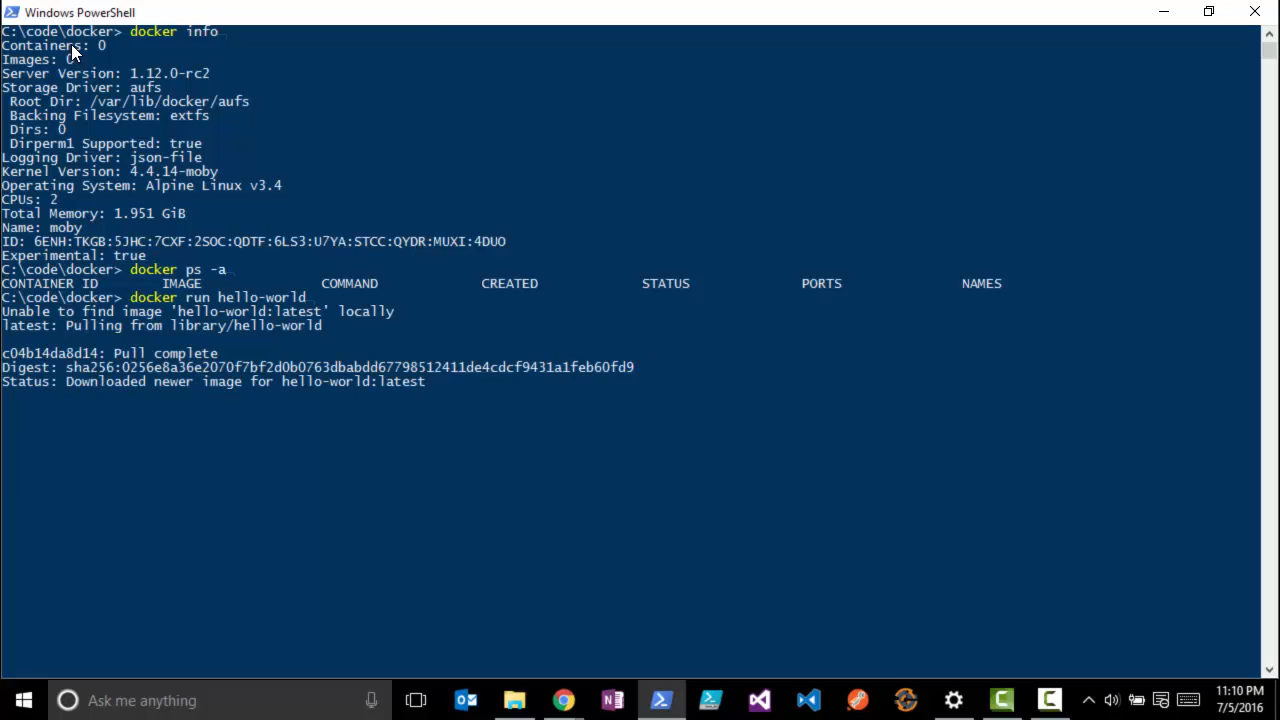 Windows PowerShell
C:\code\docker> docker info
Containers: 0
Images: 0
Server Version: 1.12.0-rc2
Storage Driver: aufs
 Root Dir: /var/lib/docker/aufs
 Backing Filesystem: extfs
 Dirs: 0
 Dirperm1 Supported: true
Logging Driver: json-file
Kernel Version: 4.4.14-moby
Operating System: Alpine Linux v3.4
CPUs: 2
Total Memory: 1.951 GiB
Name: moby
ID: 6ENH:TKGB:5JHC:7CXF:2SOC:QDTF:6LS3:U7YA:STCC:QYDR:MUXI:4DUO
Experimental: true
C:\code\docker> docker ps -a
CONTAINER ID        IMAGE               COMMAND             CREATED             STATUS              PORTS               NAMES
C:\code\docker> docker run hello-world
Unable to find image 'hello-world:latest' locally
latest: Pulling from library/hello-world
c04b14da8d14: Pull complete
Digest: sha256:0256e8a36e2070f7bf2d0b0763dbabdd67798512411de4cdcf9431a1feb60fd9
Status: Downloaded newer image for hello-world:latest
Ask me anything
11:10 PM
7/5/2016